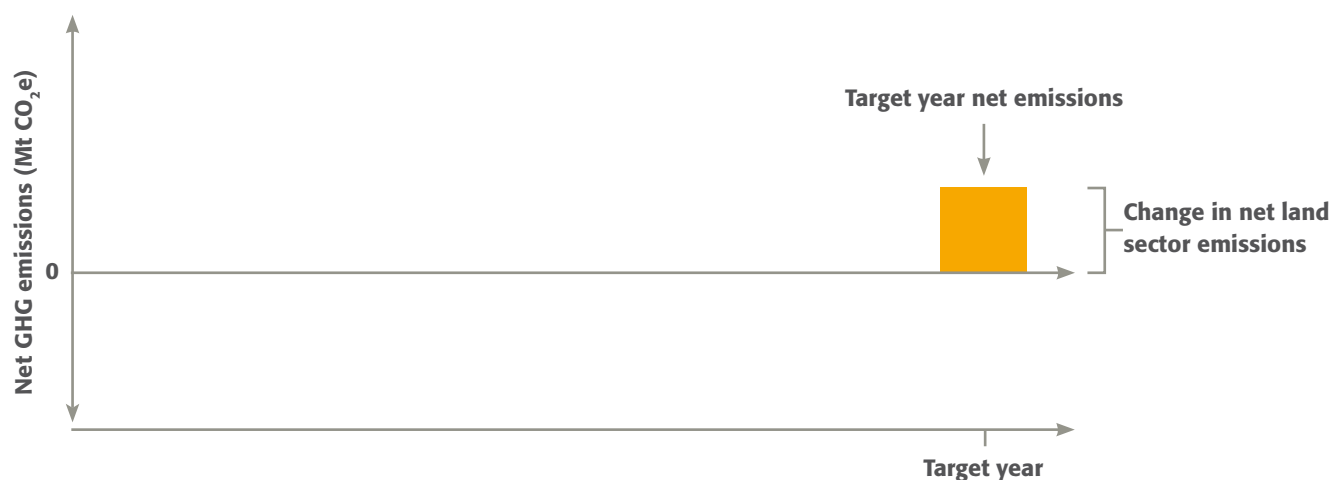 Net GHG emissions (Mt CO₂e)
Target year net emissions
Change in net land
sector emissions
0
Target year